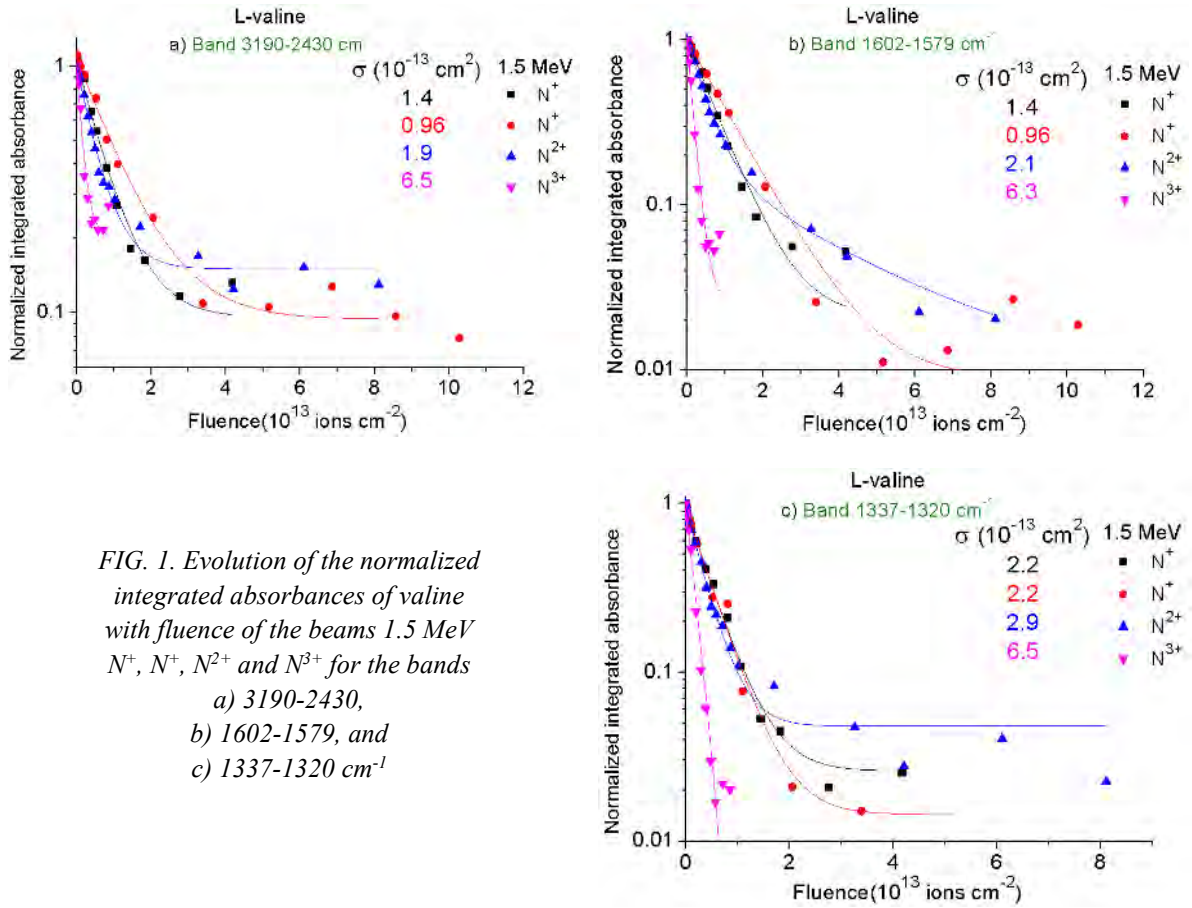 L-valine
a) Band 3190-2430 cm
σ (10⁻¹³ cm²) 1.5 MeV
1.4 N⁺
0.96 N⁺
1.9 N²⁺
6.5 N³⁺
Normalized integrated absorbance
1
0.1
0 2 4 6 8 10 12
Fluence(10¹³ ions cm⁻²)
L-valine
b) Band 1602-1579 cm⁻
σ (10⁻¹³ cm²) 1.5 MeV
1.4 N⁺
0.96 N⁺
2.1 N²⁺
6.3 N³⁺
Normalized integrated absorbance
1
0.1
0.01
0 2 4 6 8 10 12
Fluence(10¹³ ions cm⁻²)
FIG. 1. Evolution of the normalized
integrated absorbances of valine
with fluence of the beams 1.5 MeV
N⁺, N⁺, N²⁺ and N³⁺ for the bands
a) 3190-2430,
b) 1602-1579, and
c) 1337-1320 cm⁻¹
L-valine
c) Band 1337-1320 cm⁻
σ (10⁻¹³ cm²) 1.5 MeV
2.2 N⁺
2.2 N⁺
2.9 N²⁺
6.5 N³⁺
Normalized integrated absorbance
1
0.1
0.01
0 2 4 6 8
Fluence(10¹³ ions cm⁻²)